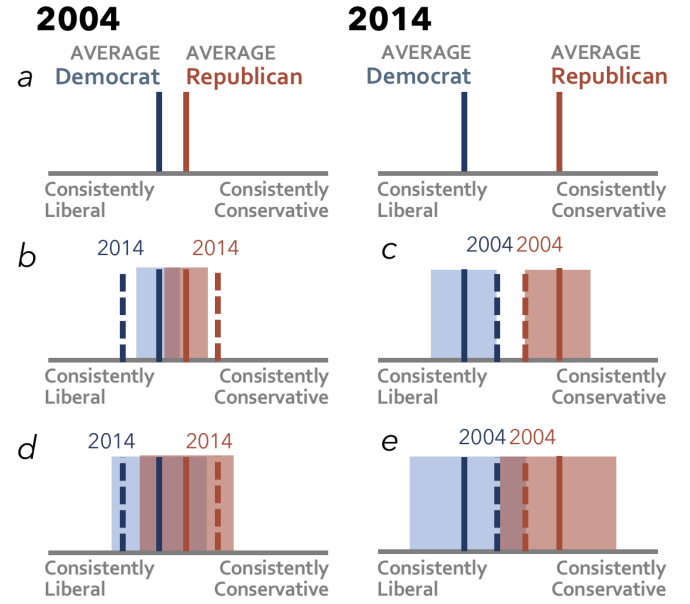 2004
2014
AVERAGE AVERAGE
Democrat Republican
AVERAGE AVERAGE
Democrat Republican
a
Consistently Consistently
Liberal Conservative
Consistently Consistently
Liberal Conservative
b
2014 2014
Consistently Consistently
Liberal Conservative
c
2004 2004
Consistently Consistently
Liberal Conservative
d
2014 2014
Consistently Consistently
Liberal Conservative
e
2004 2004
Consistently Consistently
Liberal Conservative